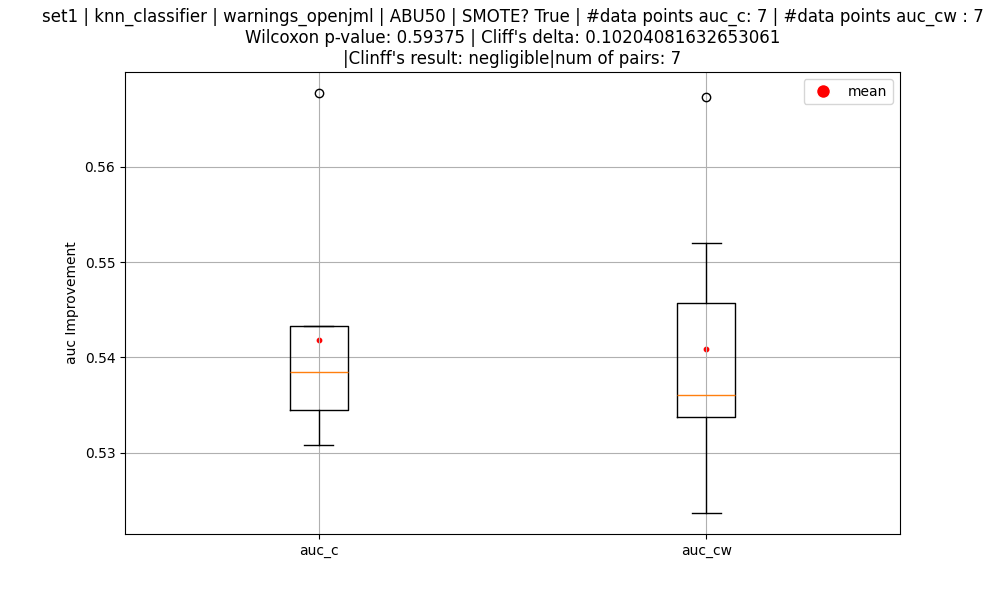 set1 | knn_classifier | warnings_openjml | ABU50 | SMOTE? True | #data points auc_c: 7 | #data points auc_cw : 7
Wilcoxon p-value: 0.59375 | Cliff's delta: 0.10204081632653061
|Clinff's result: negligible|num of pairs: 7
mean
0.56
0.55
0.54
0.53
auc Improvement
auc_c
auc_cw